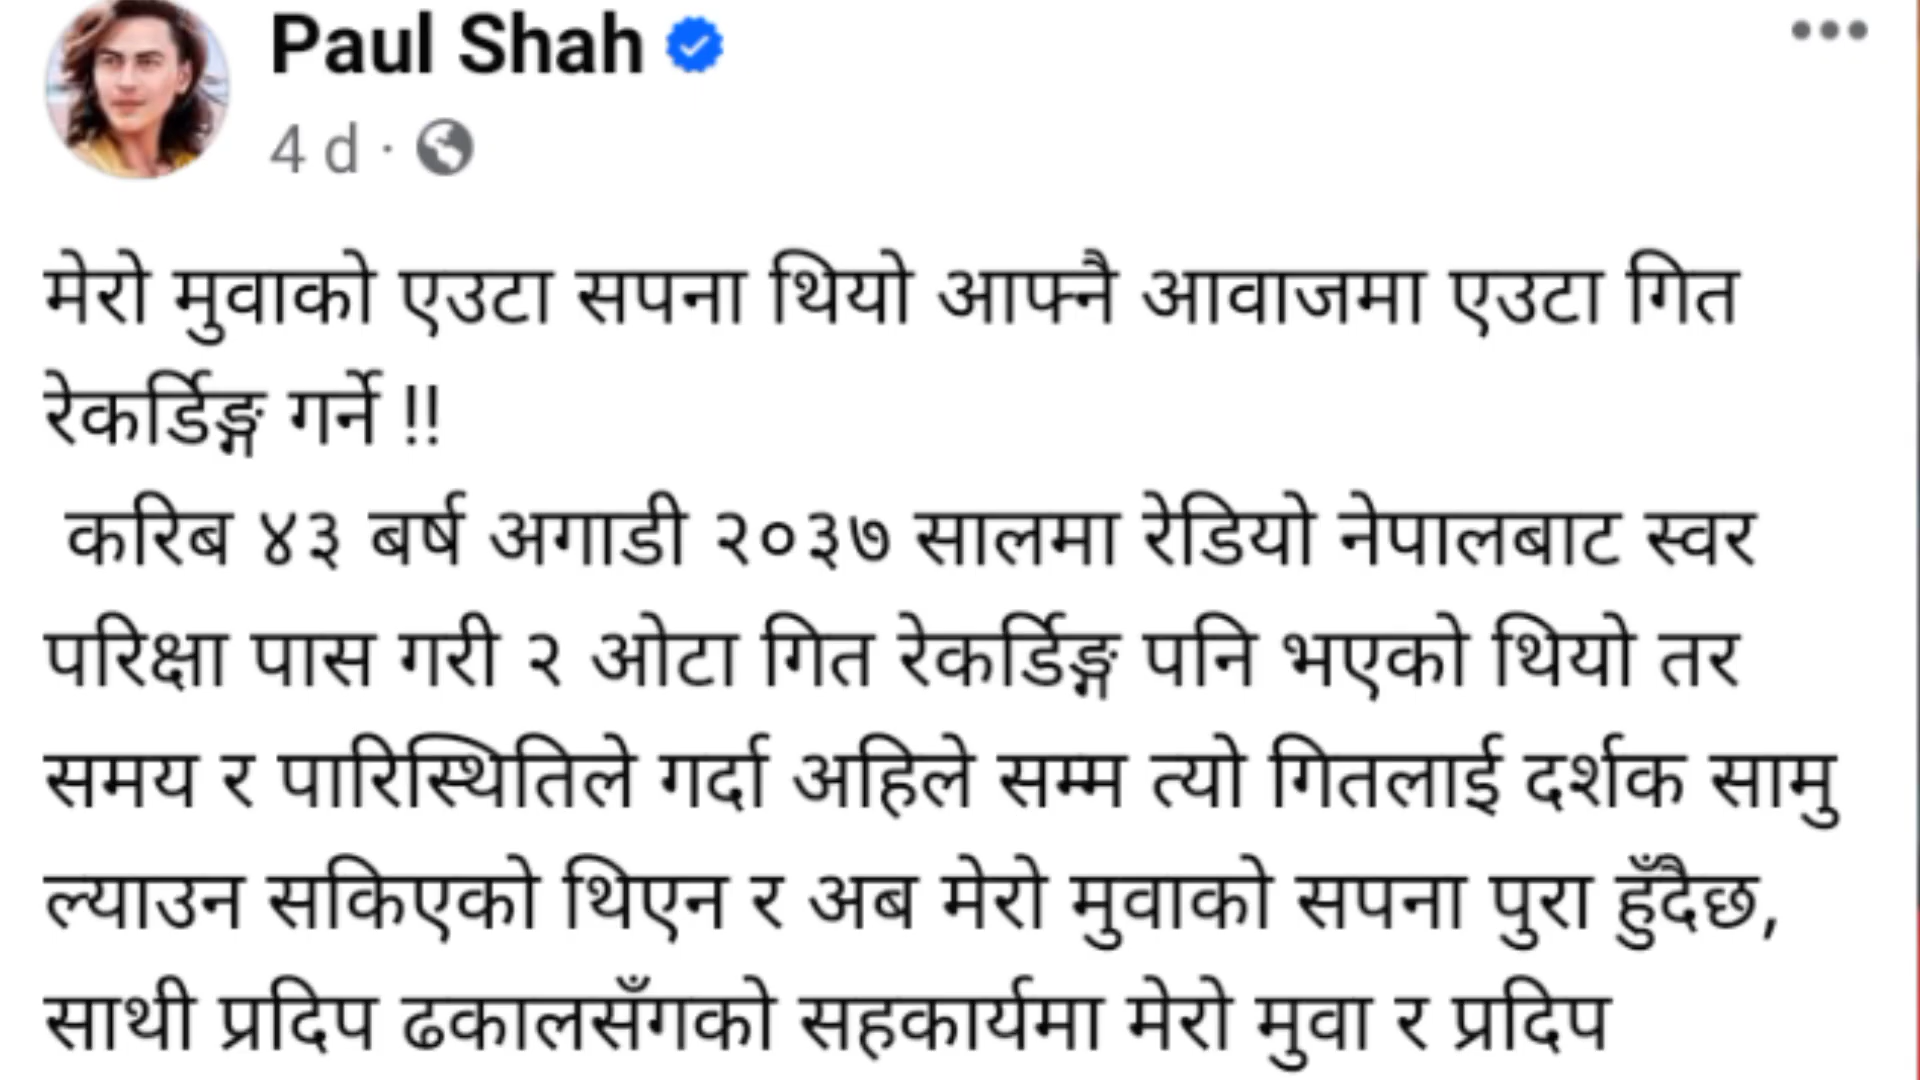 Paul Shah
4 d ·
मेरो मुवाको एउटा सपना थियो आफ्नै आवाजमा एउटा गित
रेकर्डिङ्ग गर्ने !!
करिब ४३ बर्ष अगाडी २०३७ सालमा रेडियो नेपालबाट स्वर
परिक्षा पास गरी २ ओटा गित रेकर्डिङ्ग पनि भएको थियो तर
समय र पारिस्थितिले गर्दा अहिले सम्म त्यो गितलाई दर्शक सामु
ल्याउन सकिएको थिएन र अब मेरो मुवाको सपना पुरा हुँदैछ,
साथी प्रदिप ढकालसँगको सहकार्यमा मेरो मुवा र प्रदिप